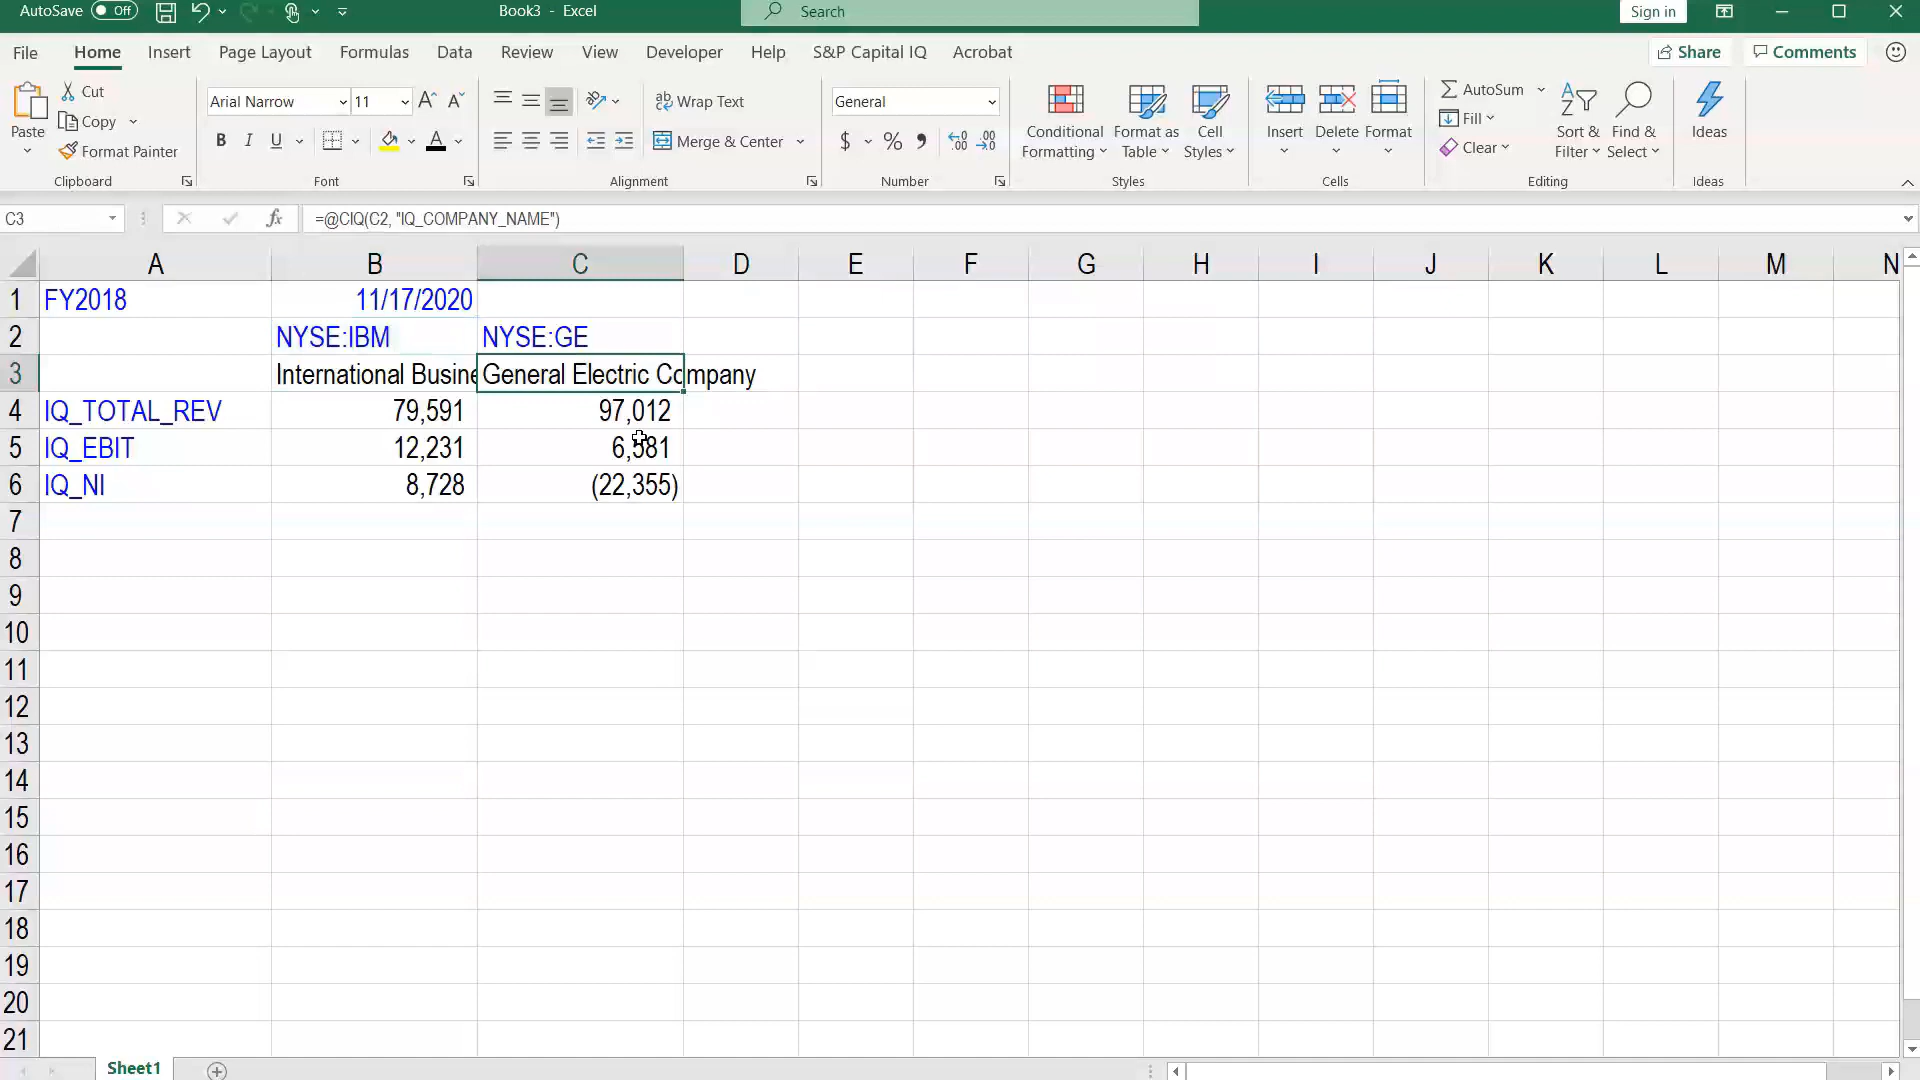 AutoSave Off Book3 - Excel Search Sign in
File Home Insert Page Layout Formulas Data Review View Developer Help S&P Capital IQ Acrobat Share Comments
Paste Cut Copy Format Painter Clipboard
Arial Narrow 11 A A B I U A Font
ab Wrap Text Merge & Center Alignment
General $ % , .00 .00 Number
Conditional Formatting Format as Table Cell Styles Styles
Insert Delete Format Cells
AutoSum Fill Clear Sort & Filter Find & Select Editing
Ideas Ideas
C3 fx =@CIQ(C2, "IQ_COMPANY_NAME")
A B C D E F G H I J K L M N
1 FY2018 11/17/2020
2 NYSE:IBM NYSE:GE
3 International Busine General Electric Company
4 IQ_TOTAL_REV 79,591 97,012
5 IQ_EBIT 12,231 6,581
6 IQ_NI 8,728 (22,355)
7
8
9
10
11
12
13
14
15
16
17
18
19
20
21
Sheet1